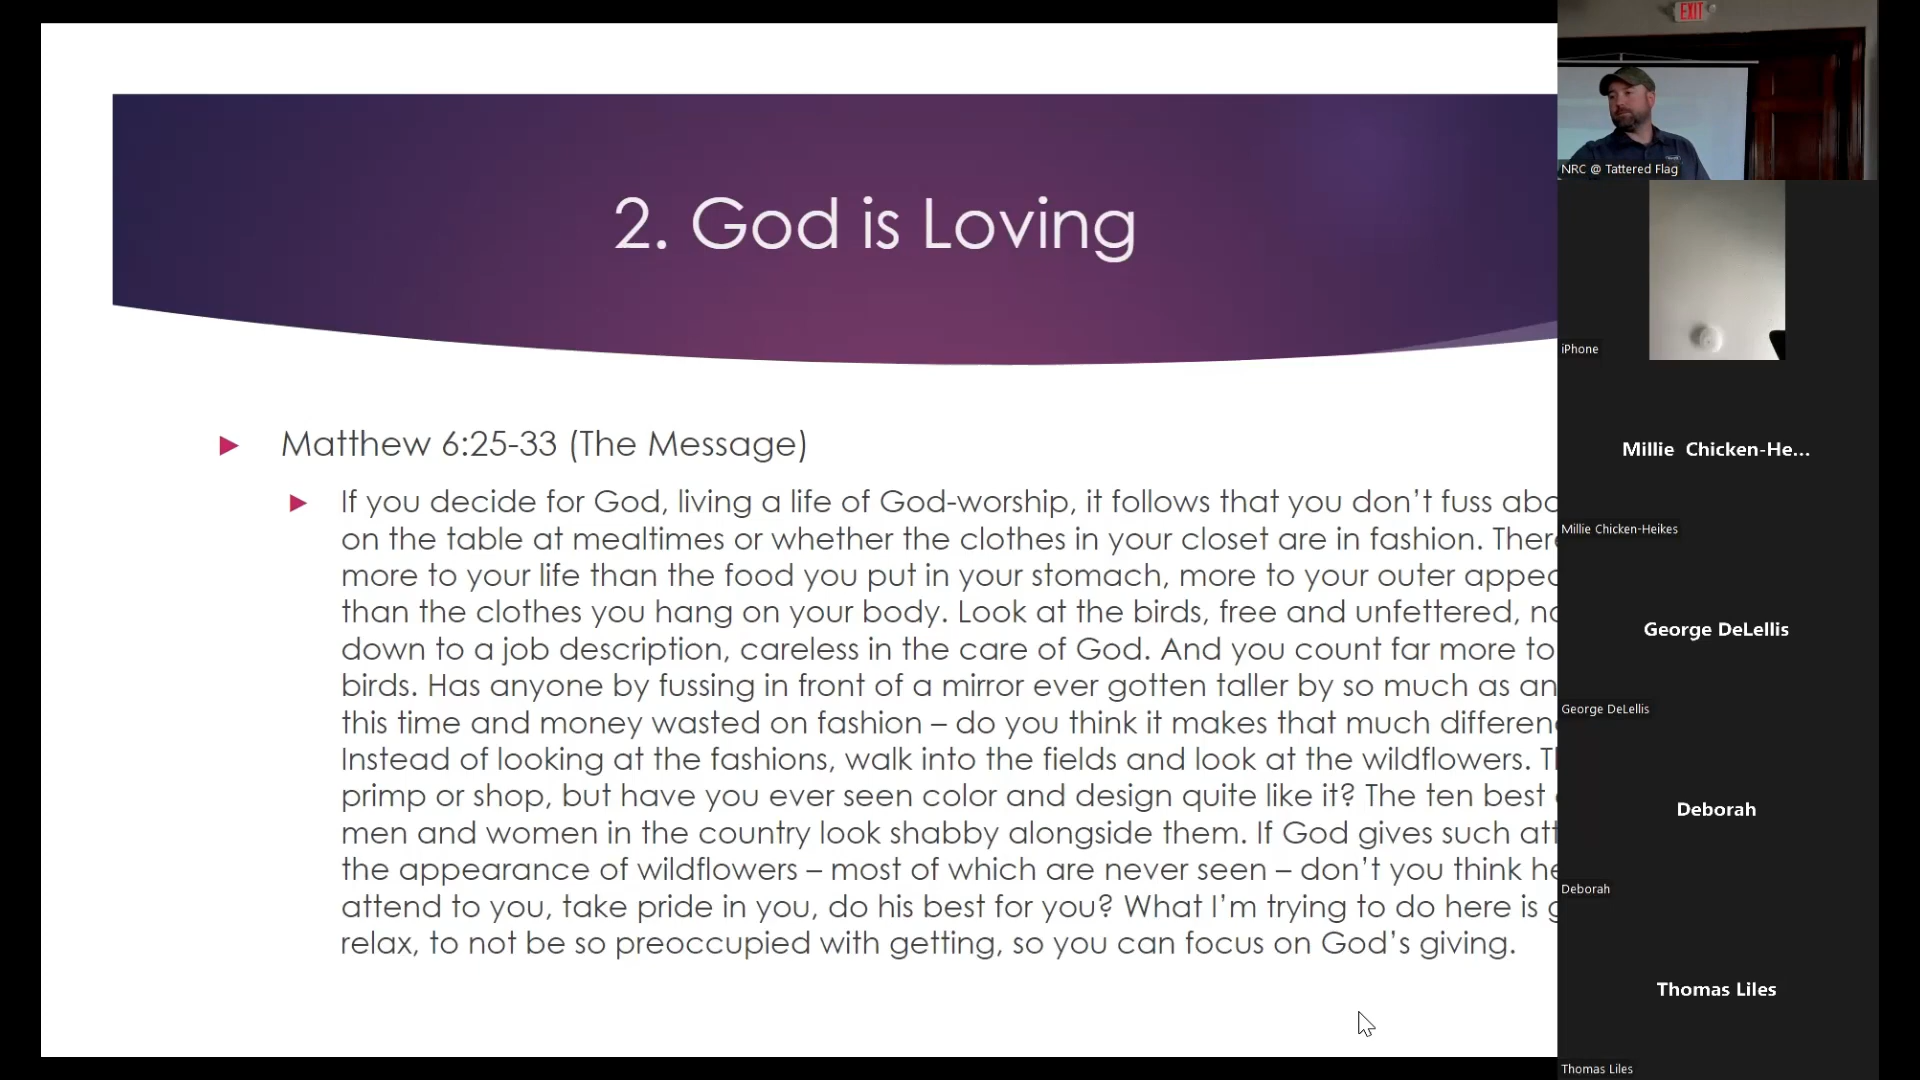 2. God is Loving
Matthew 6:25-33 (The Message)
If you decide for God, living a life of God-worship, it follows that you don’t fuss
on the table at mealtimes or whether the clothes in your closet are in fashion.
more to your life than the food you put in your stomach, more to your outer
than the clothes you hang on your body. Look at the birds, free and unfettered,
down to a job description, careless in the care of God. And you count far more to
birds. Has anyone by fussing in front of a mirror ever gotten taller by so much as an
this time and money wasted on fashion – do you think it makes that much
Instead of looking at the fashions, walk into the fields and look at the wildflowers.
primp or shop, but have you ever seen color and design quite like it? The ten best
men and women in the country look shabby alongside them. If God gives such
the appearance of wildflowers – most of which are never seen – don’t you think
attend to you, take pride in you, do his best for you? What I’m trying to do here is
relax, to not be so preoccupied with getting, so you can focus on God’s giving.
EXIT
NRC @ Tattered Flag
iPhone
Millie Chicken-He...
Millie Chicken-Heikes
George DeLellis
George DeLellis
Deborah
Deborah
Thomas Liles
Thomas Liles